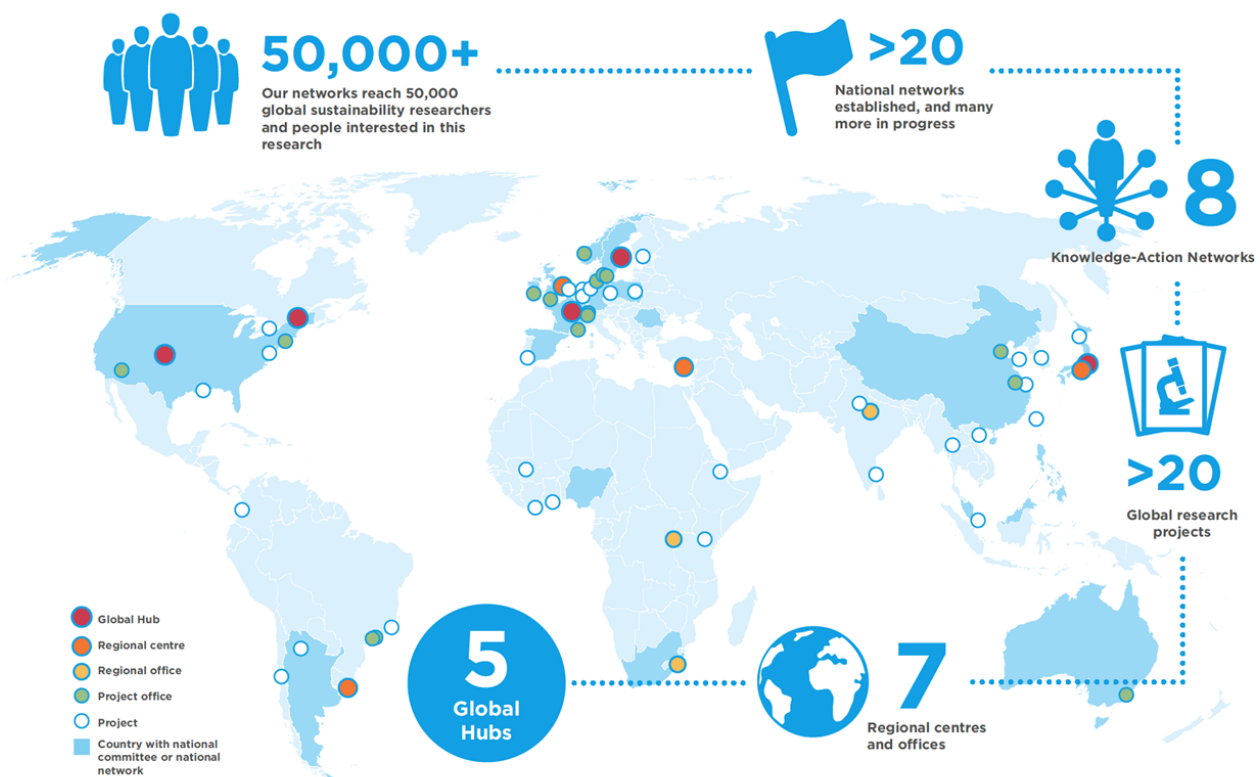 50,000+
Our networks reach 50,000
global sustainability researchers
and people interested in this
research
>20
National networks
established, and many
more in progress
8
Knowledge-Action Networks
>20
Global research
projects
Global Hub
Regional centre
Regional office
Project office
Project
Country with national
committee or national
network
5
Global
Hubs
7
Regional centres
and offices